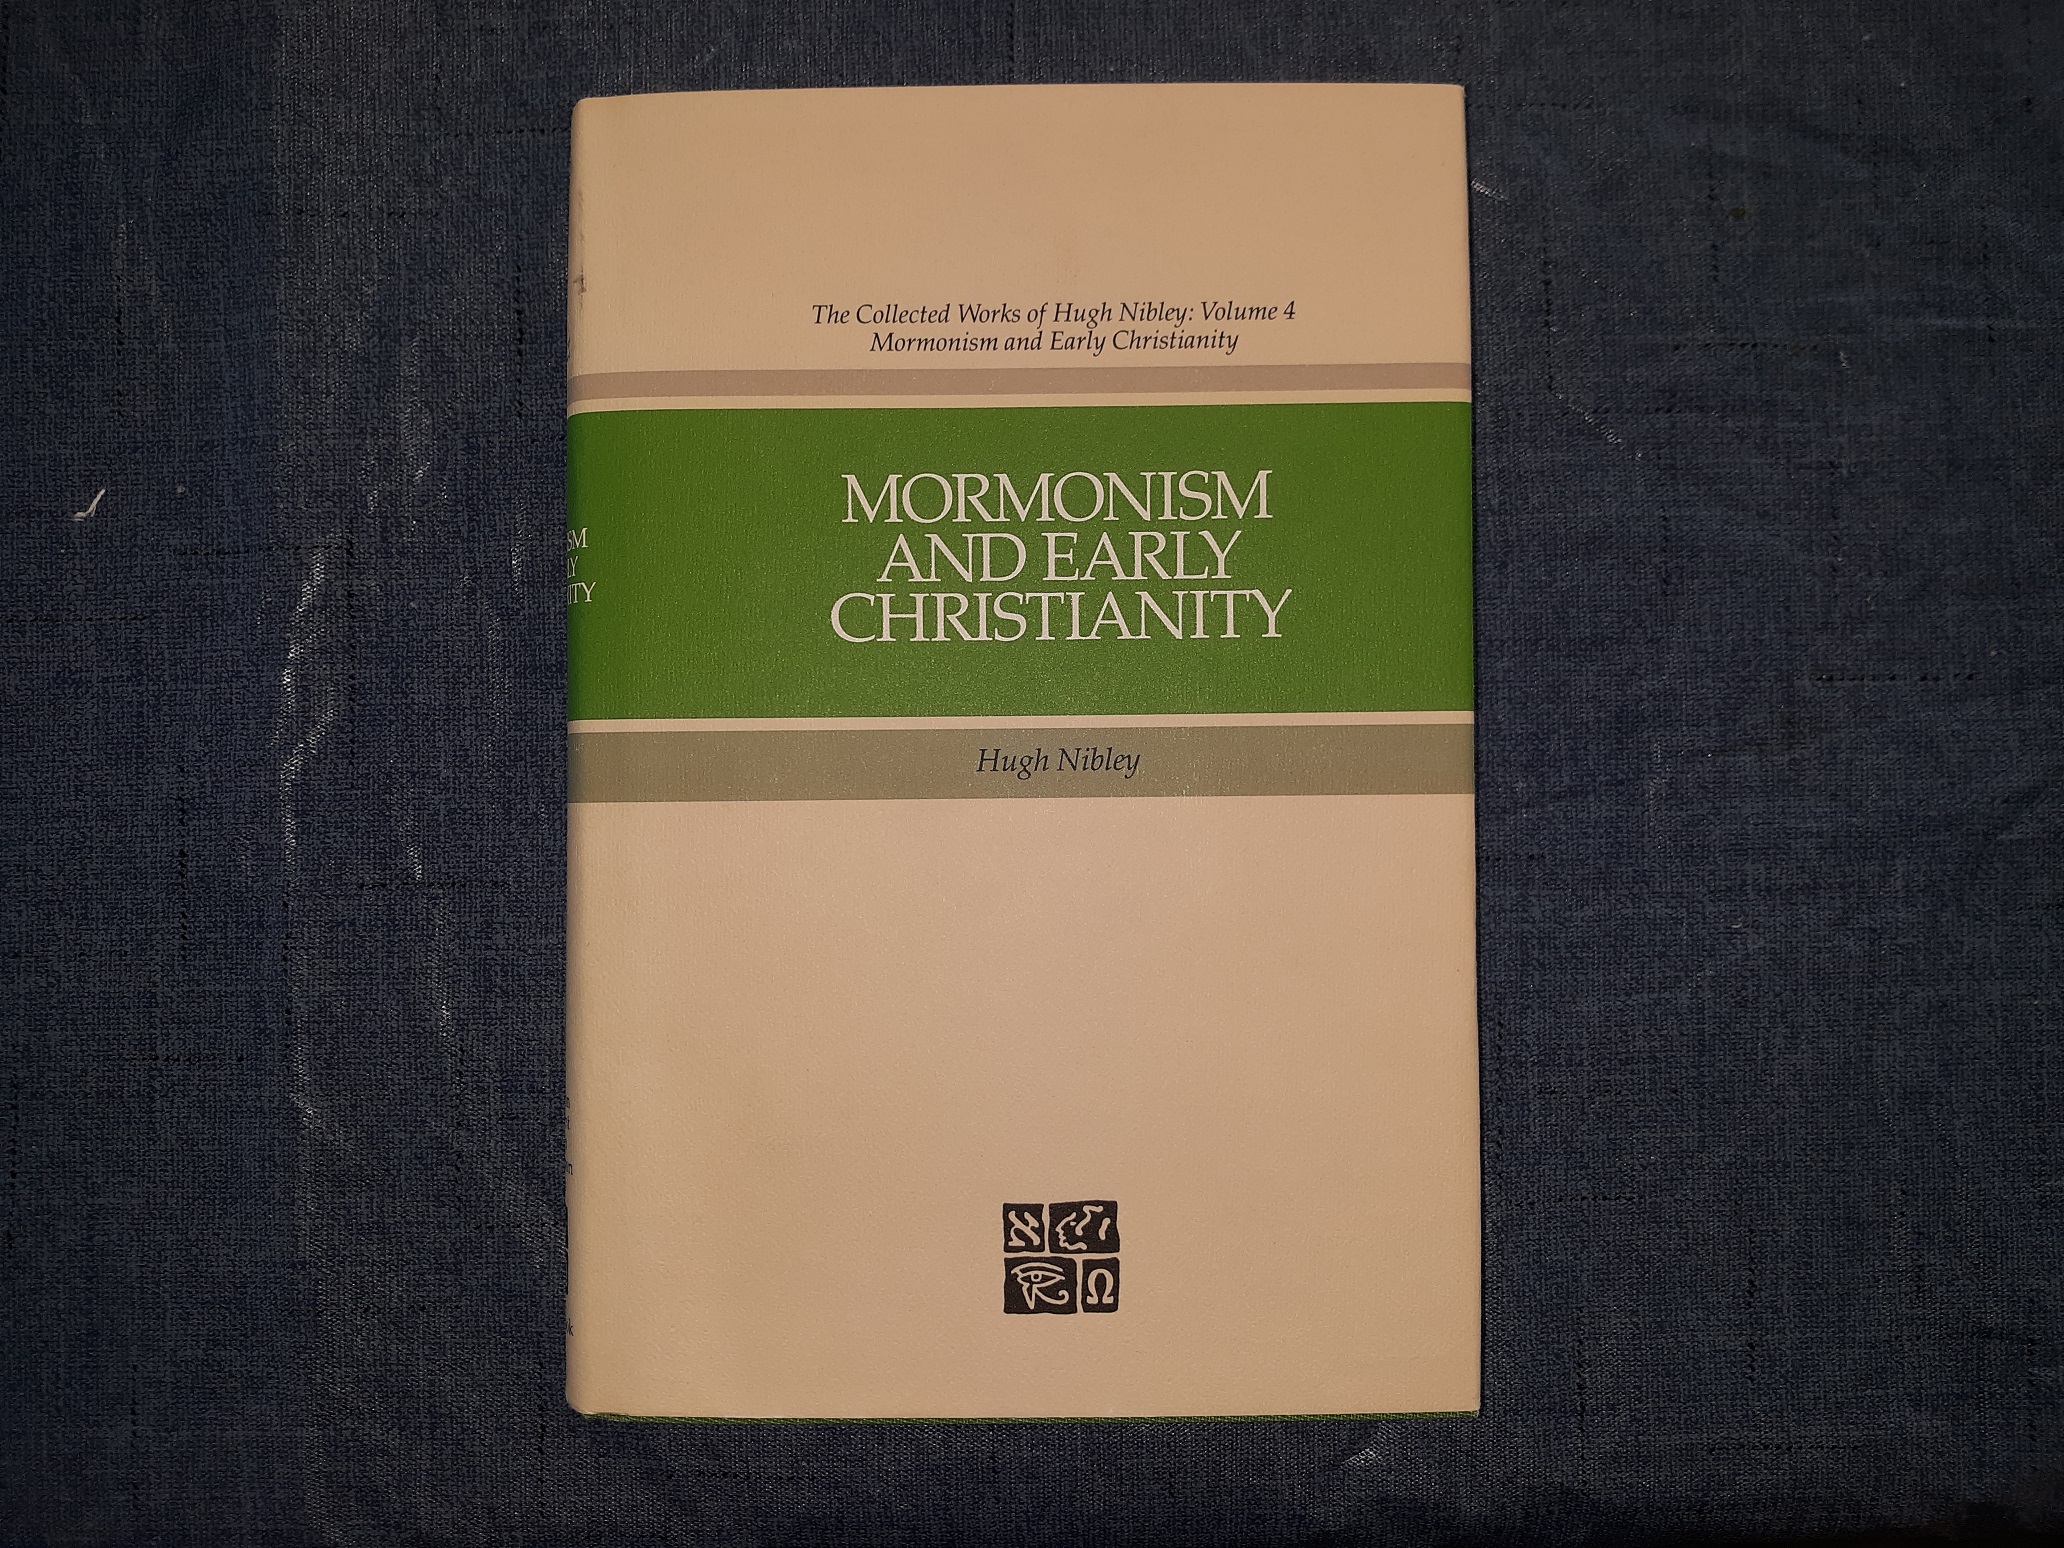 The Collected Works of Hugh Nibley: Volume 4
Mormonism and Early Christianity
MORMONISM
AND EARLY
CHRISTIANITY
Hugh Nibley
א
Ω